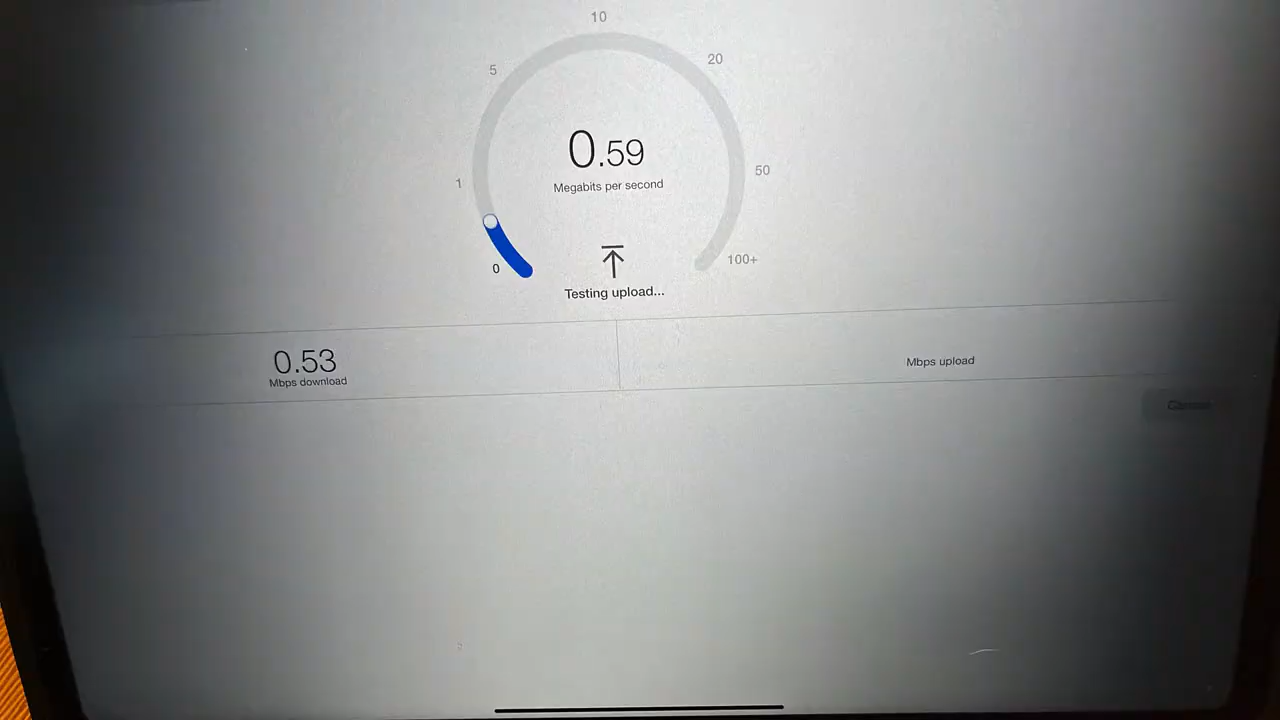 10
5
20
0.59
50
1
Megabits per second
100+
0
Testing upload...
0.53
Mbps download
Mbps upload
Cancel